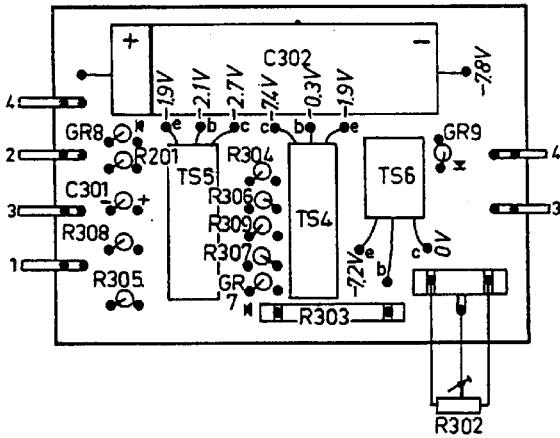 +
C302
−
1.9V
2.1V
2.7V
7.4V
0.3V
1.9V
-7.8V
4
GR8
e
b
c
c
b
e
GR9
2
R201
TS5
R304
TS4
TS6
4
C301
-
+
R306
3
3
R308
R309
1
R307
-7.2V
e
b
c
0V
R305
GR
7
R303
R302